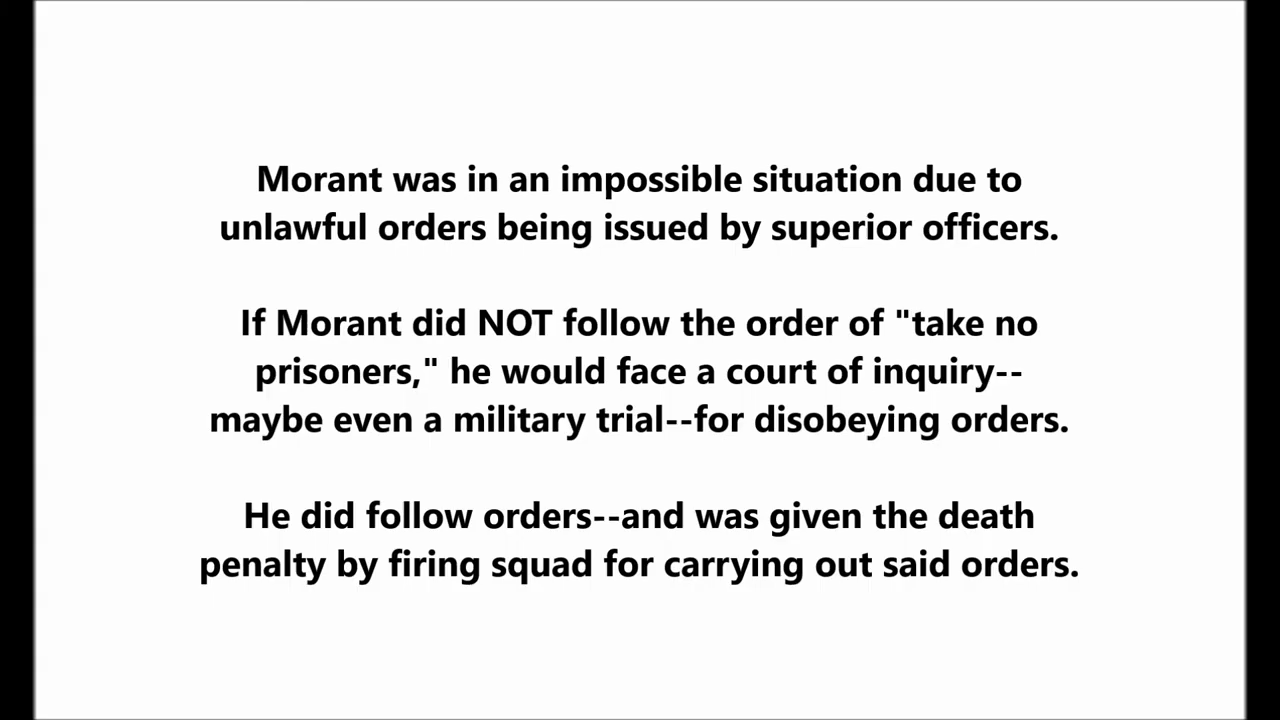 Morant was in an impossible situation due to
unlawful orders being issued by superior officers.
If Morant did NOT follow the order of "take no
prisoners," he would face a court of inquiry--
maybe even a military trial--for disobeying orders.
He did follow orders--and was given the death
penalty by firing squad for carrying out said orders.